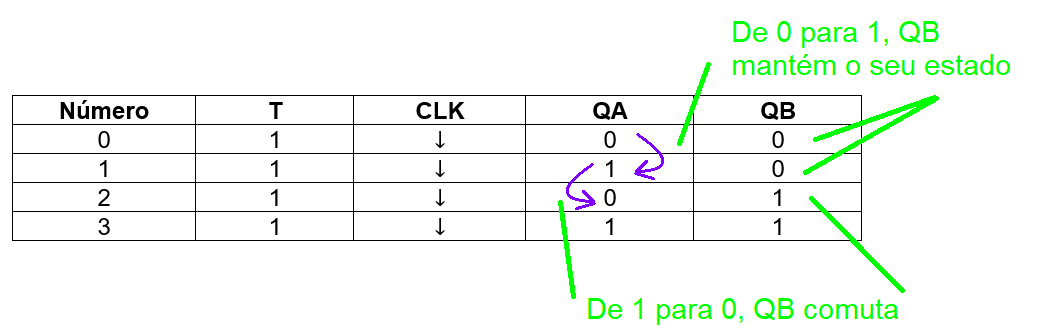 De 0 para 1, QB
mantém o seu estado
Número T CLK QA QB
0 1 ↓ 0 0
1 1 ↓ 1 0
2 1 ↓ 0 1
3 1 ↓ 1 1
De 1 para 0, QB comuta